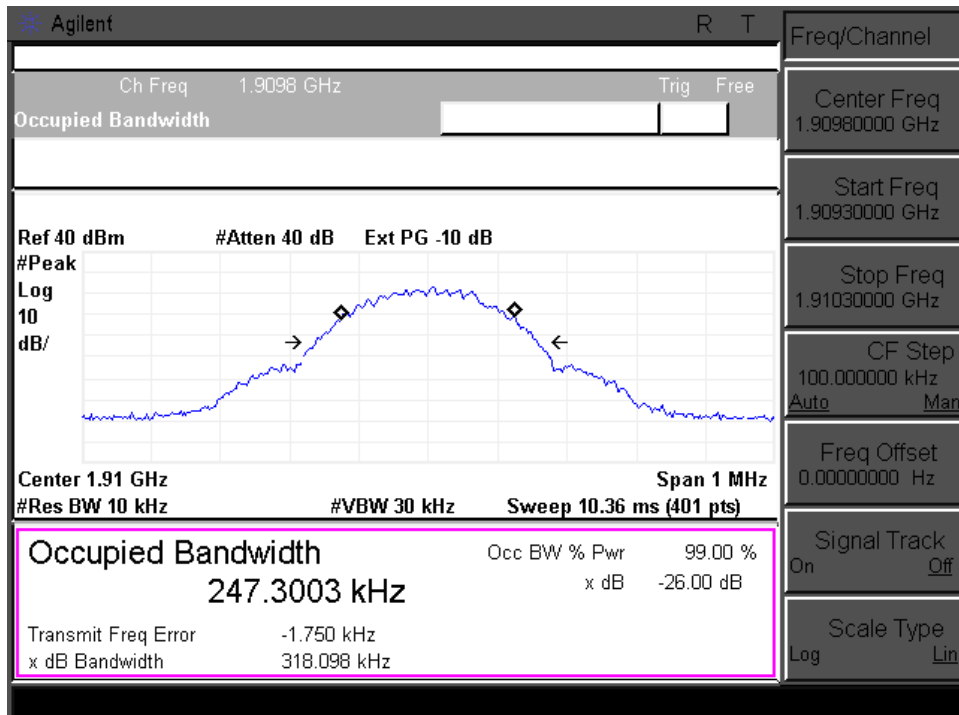 Agilent R T
Ch Freq 1.9098 GHz Trig Free
Occupied Bandwidth
Ref 40 dBm #Atten 40 dB Ext PG -10 dB
#Peak
Log
10
dB/
Center 1.91 GHz Span 1 MHz
#Res BW 10 kHz #VBW 30 kHz Sweep 10.36 ms (401 pts)
Occupied Bandwidth
247.3003 kHz
Occ BW % Pwr 99.00 %
x dB -26.00 dB
Transmit Freq Error -1.750 kHz
x dB Bandwidth 318.098 kHz
Freq/Channel
Center Freq
1.90980000 GHz
Start Freq
1.90930000 GHz
Stop Freq
1.91030000 GHz
CF Step
100.000000 kHz
Auto Man
Freq Offset
0.00000000 Hz
Signal Track
On Off
Scale Type
Log Lin